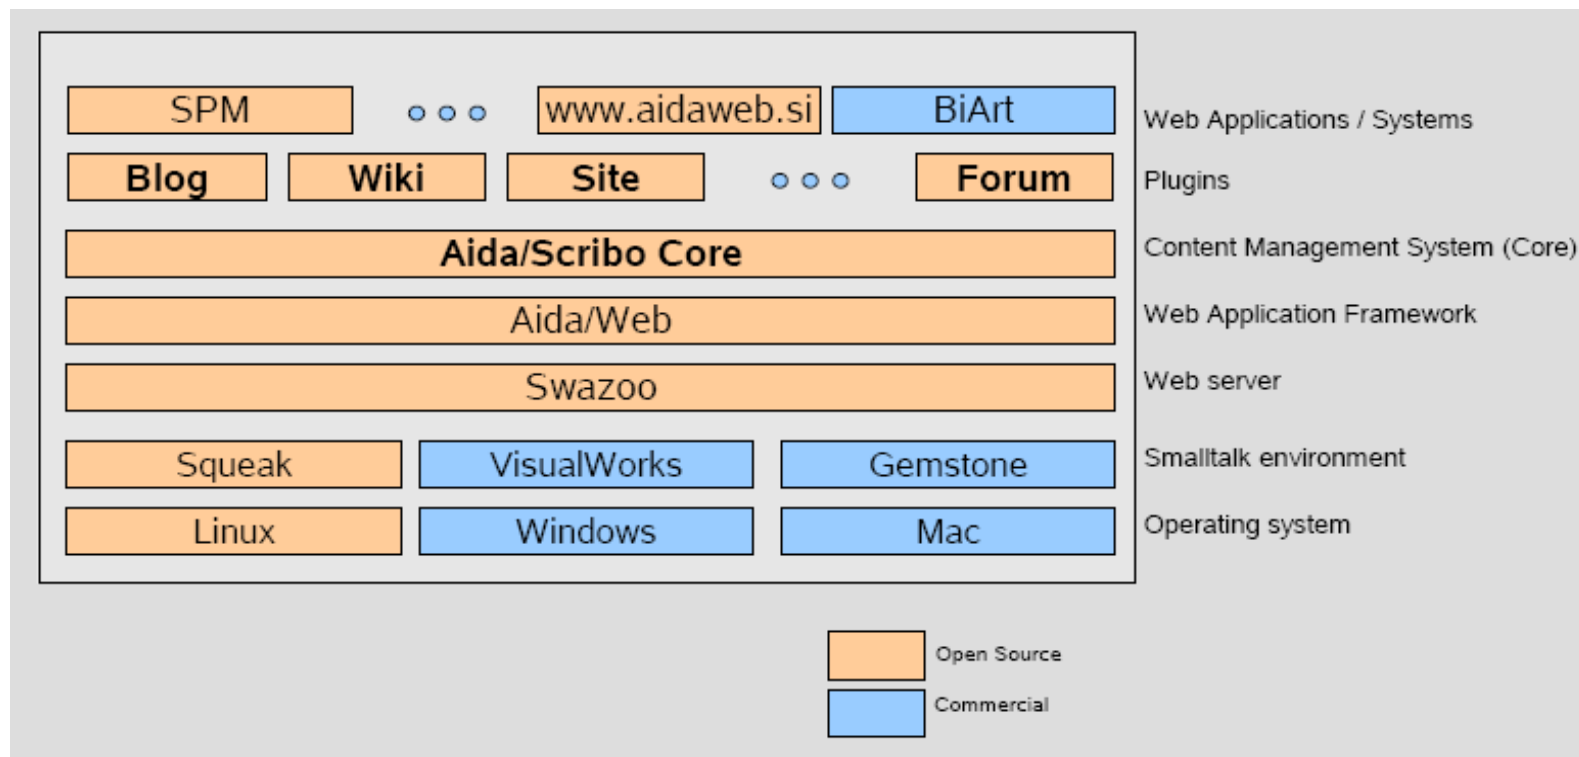 SPM
www.aidaweb.si
BiArt
Web Applications / Systems
Blog
Wiki
Site
Forum
Plugins
Aida/Scribo Core
Content Management System (Core)
Aida/Web
Web Application Framework
Swazoo
Web server
Squeak
VisualWorks
Gemstone
Smalltalk environment
Linux
Windows
Mac
Operating system
Open Source
Commercial